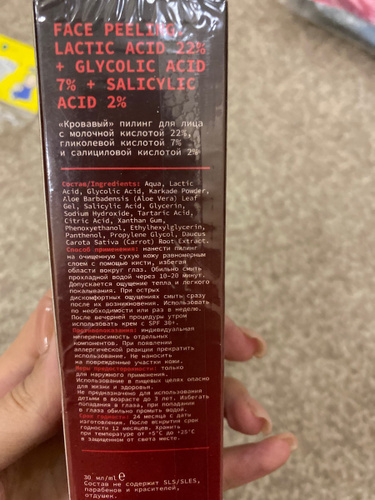 FACE PEELING
LACTIC ACID 22%
+ GLYCOLIC ACID
7% + SALICYLIC
ACID 2%
«Кровавый» пилинг для лица
с молочной кислотой 22%,
гликолевой кислотой 7%
и салициловой кислотой 2%
Состав/Ingredients: Aqua, Lactic
Acid, Glycolic Acid, Karkade Powder,
Aloe Barbadensis (Aloe Vera) Leaf
Gel, Salicylic Acid, Glycerin,
Sodium Hydroxide, Tartaric Acid,
Citric Acid, Xanthan Gum,
Phenoxyethanol, Ethylhexylglycerin,
Panthenol, Propylene Glycol, Daucus
Carota Sativa (Carrot) Root Extract.
Способ применения: нанести пилинг
на очищенную сухую кожу равномерным
слоем с помощью кисти, избегая
области вокруг глаз. Обильно смыть
прохладной водой через 10-20 минут.
Допускается ощущение тепла и легкого
покалывания. При острых
дискомфортных ощущениях смыть сразу
после их возникновения. Использовать
по необходимости или раз в неделю.
После вечерней процедуры утром
использовать крем с SPF 30+.
Противопоказания: индивидуальная
непереносимость отдельных
компонентов. При появлении
аллергической реакции прекратить
использование. Не наносить
на поврежденные участки кожи.
Меры предосторожности: только
для наружного применения.
Использование в пищевых целях опасно
для жизни и здоровья.
Не предназначено для использования
детьми в возрасте до 3 лет. Избегать
попадания в глаза, при попадании
в глаза обильно промыть водой.
Срок годности: 24 месяца с даты
изготовления. После вскрытия срок
годности 12 месяцев. Хранить
при температуре от +5°C до +25°C
в защищенном от света месте.
30 мл/ml e
Состав не содержит SLS/SLES,
парабенов и красителей,
отдушек.